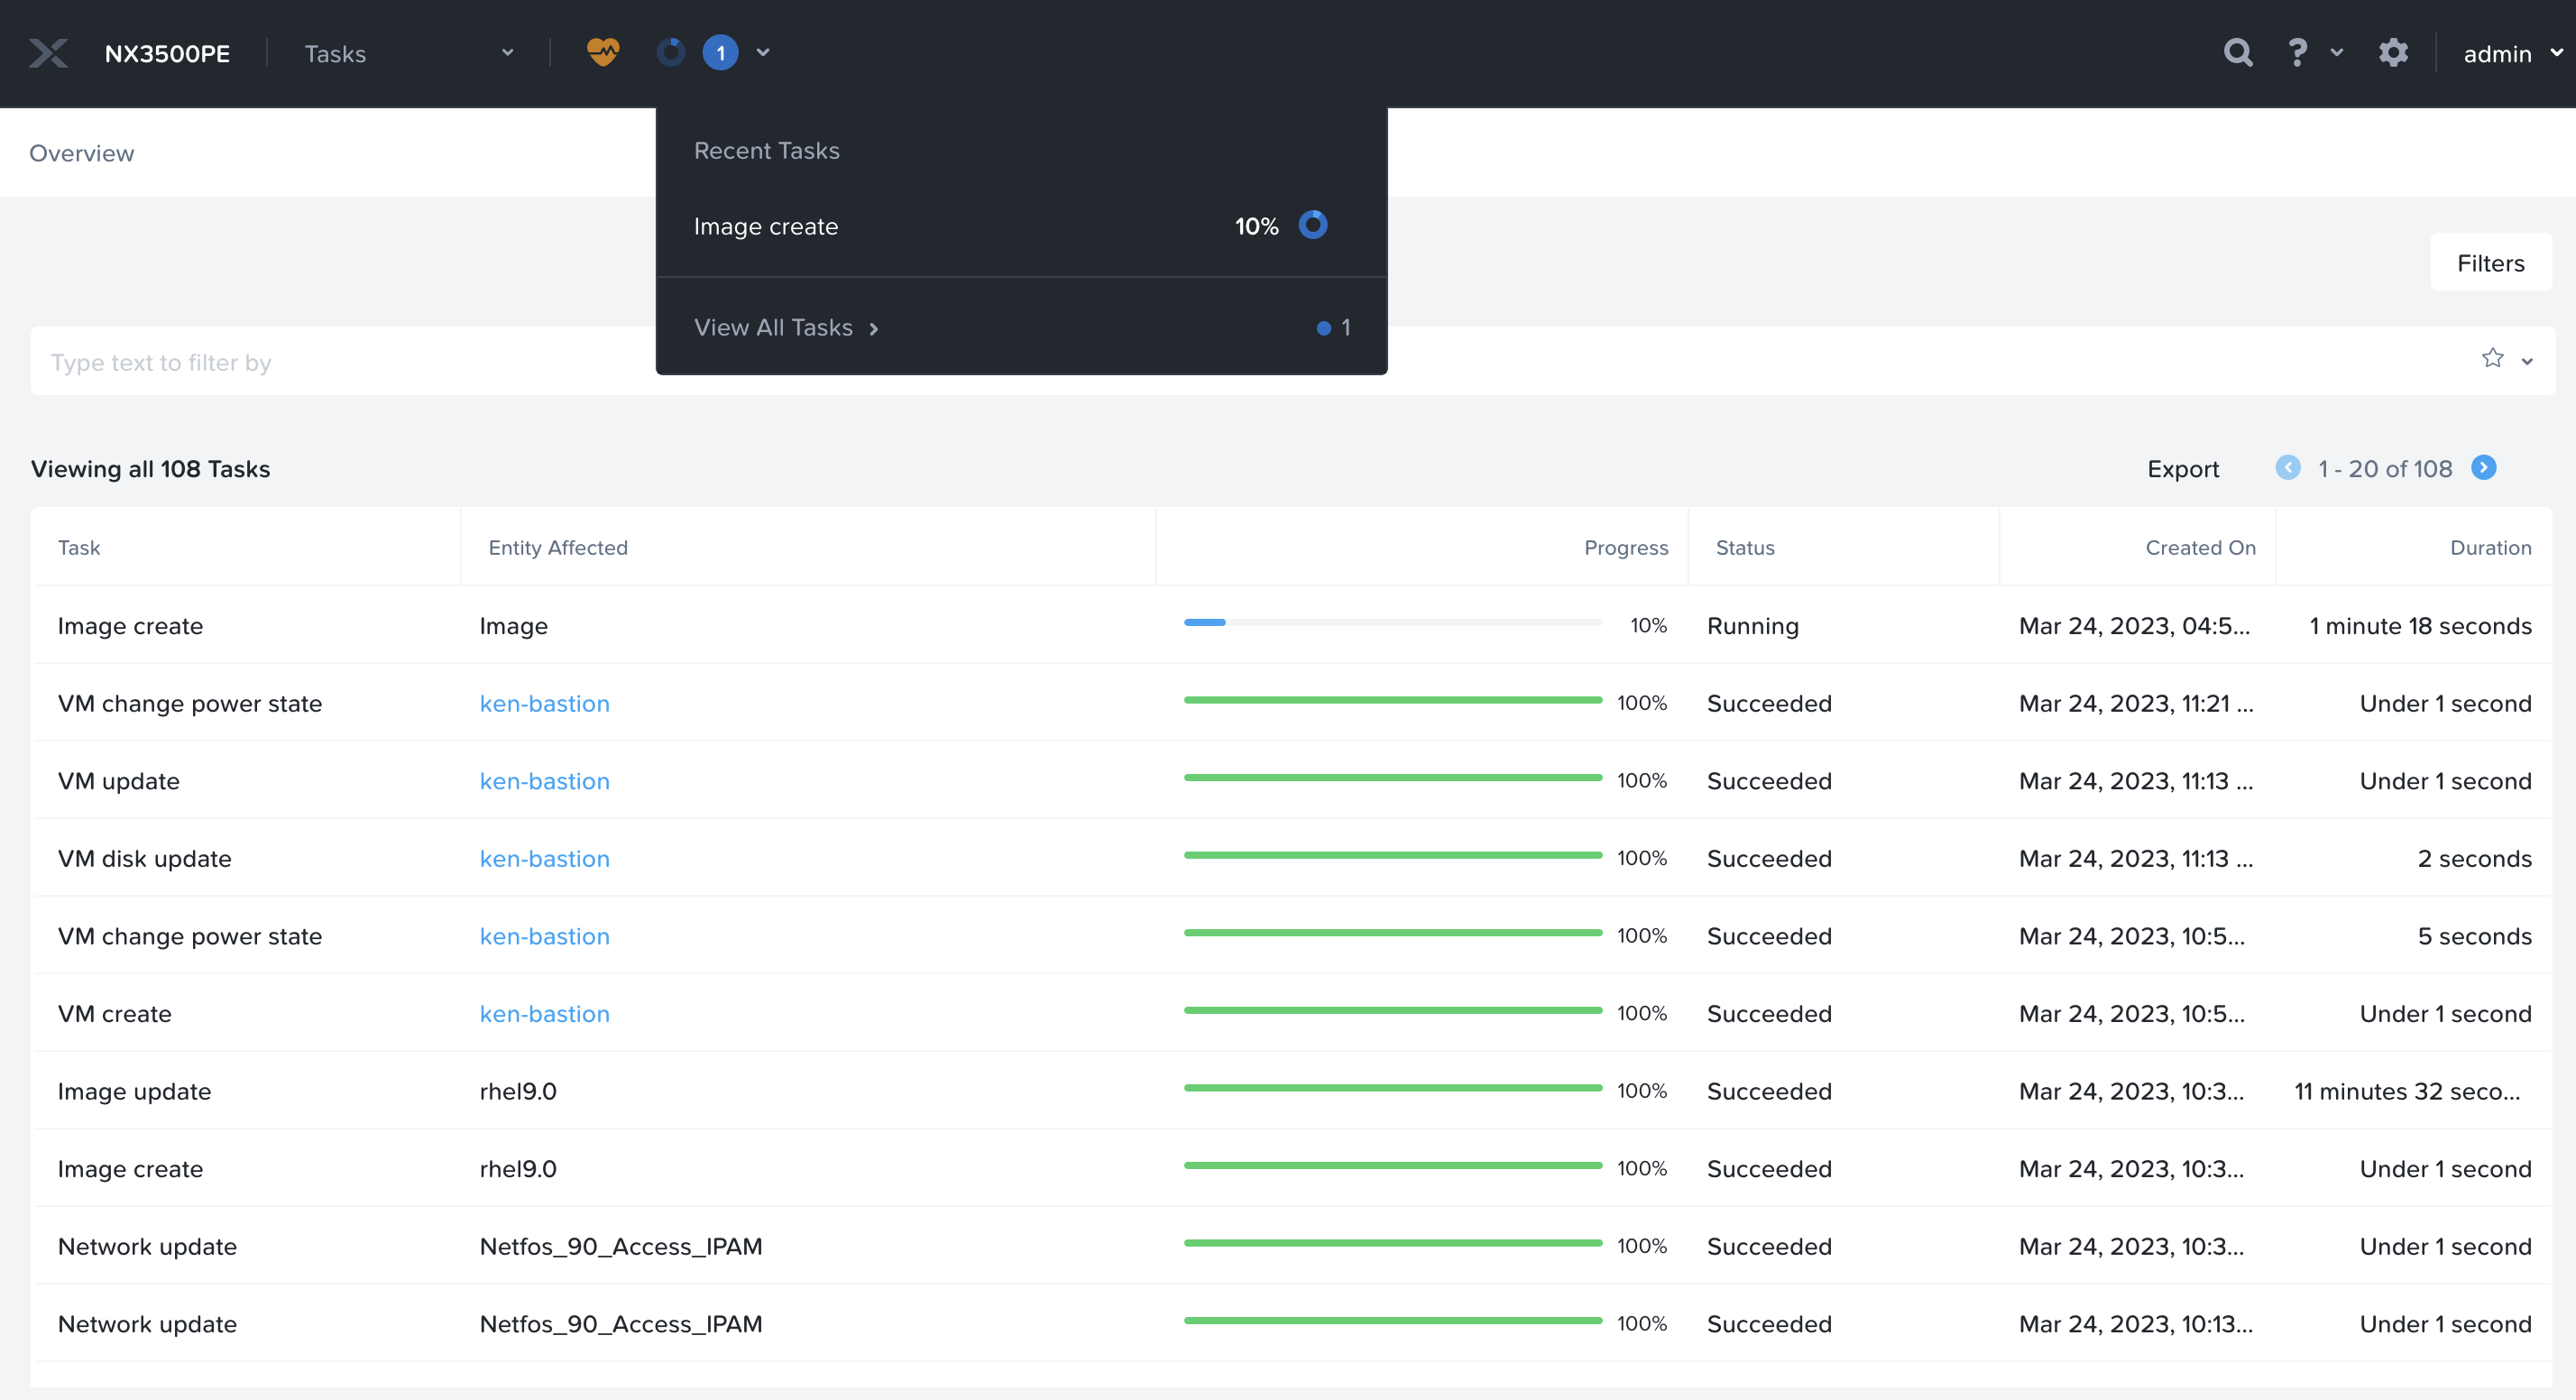 NX3500PE Tasks 1 ? admin
Recent Tasks
Overview
Image create 10%
Filters
View All Tasks 1
Type text to filter by
Viewing all 108 Tasks Export 1 - 20 of 108
Task Entity Affected Progress Status Created On Duration
Image create Image 10% Running Mar 24, 2023, 04:5... 1 minute 18 seconds
VM change power state ken-bastion 100% Succeeded Mar 24, 2023, 11:21 ... Under 1 second
VM update ken-bastion 100% Succeeded Mar 24, 2023, 11:13 ... Under 1 second
VM disk update ken-bastion 100% Succeeded Mar 24, 2023, 11:13 ... 2 seconds
VM change power state ken-bastion 100% Succeeded Mar 24, 2023, 10:5... 5 seconds
VM create ken-bastion 100% Succeeded Mar 24, 2023, 10:5... Under 1 second
Image update rhel9.0 100% Succeeded Mar 24, 2023, 10:3... 11 minutes 32 seco...
Image create rhel9.0 100% Succeeded Mar 24, 2023, 10:3... Under 1 second
Network update Netfos_90_Access_IPAM 100% Succeeded Mar 24, 2023, 10:3... Under 1 second
Network update Netfos_90_Access_IPAM 100% Succeeded Mar 24, 2023, 10:13... Under 1 second